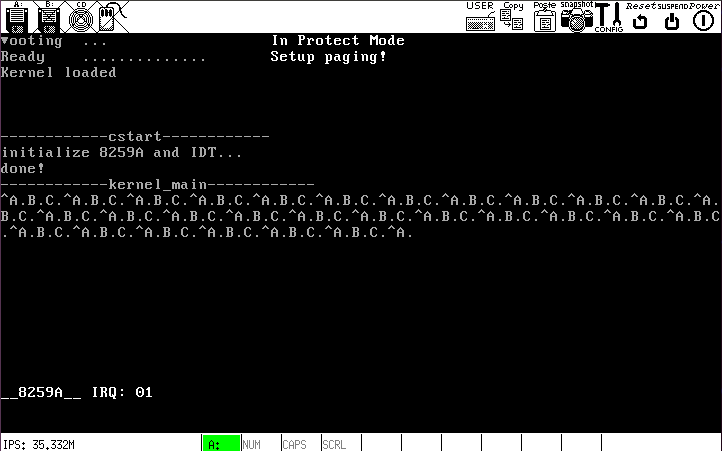 A: B: CD USER Copy Paste snapshot CONFIG Reset SUSPEND Power
▼ooting ... In Protect Mode
Ready .............. Setup paging!
Kernel loaded
------------cstart------------
initialize 8259A and IDT...
done!
------------kernel_main------------
^A.B.C.^A.B.C.^A.B.C.^A.B.C.^A.B.C.^A.B.C.^A.B.C.^A.B.C.^A.B.C.^A.B.C.^A.B.C.^A.
B.C.^A.B.C.^A.B.C.^A.B.C.^A.B.C.^A.B.C.^A.B.C.^A.B.C.^A.B.C.^A.B.C.^A.B.C.^A.B.C
.^A.B.C.^A.B.C.^A.B.C.^A.B.C.^A.B.C.^A.B.C.^A.
__8259A__ IRQ: 01
IPS: 35.332M A: NUM CAPS SCRL